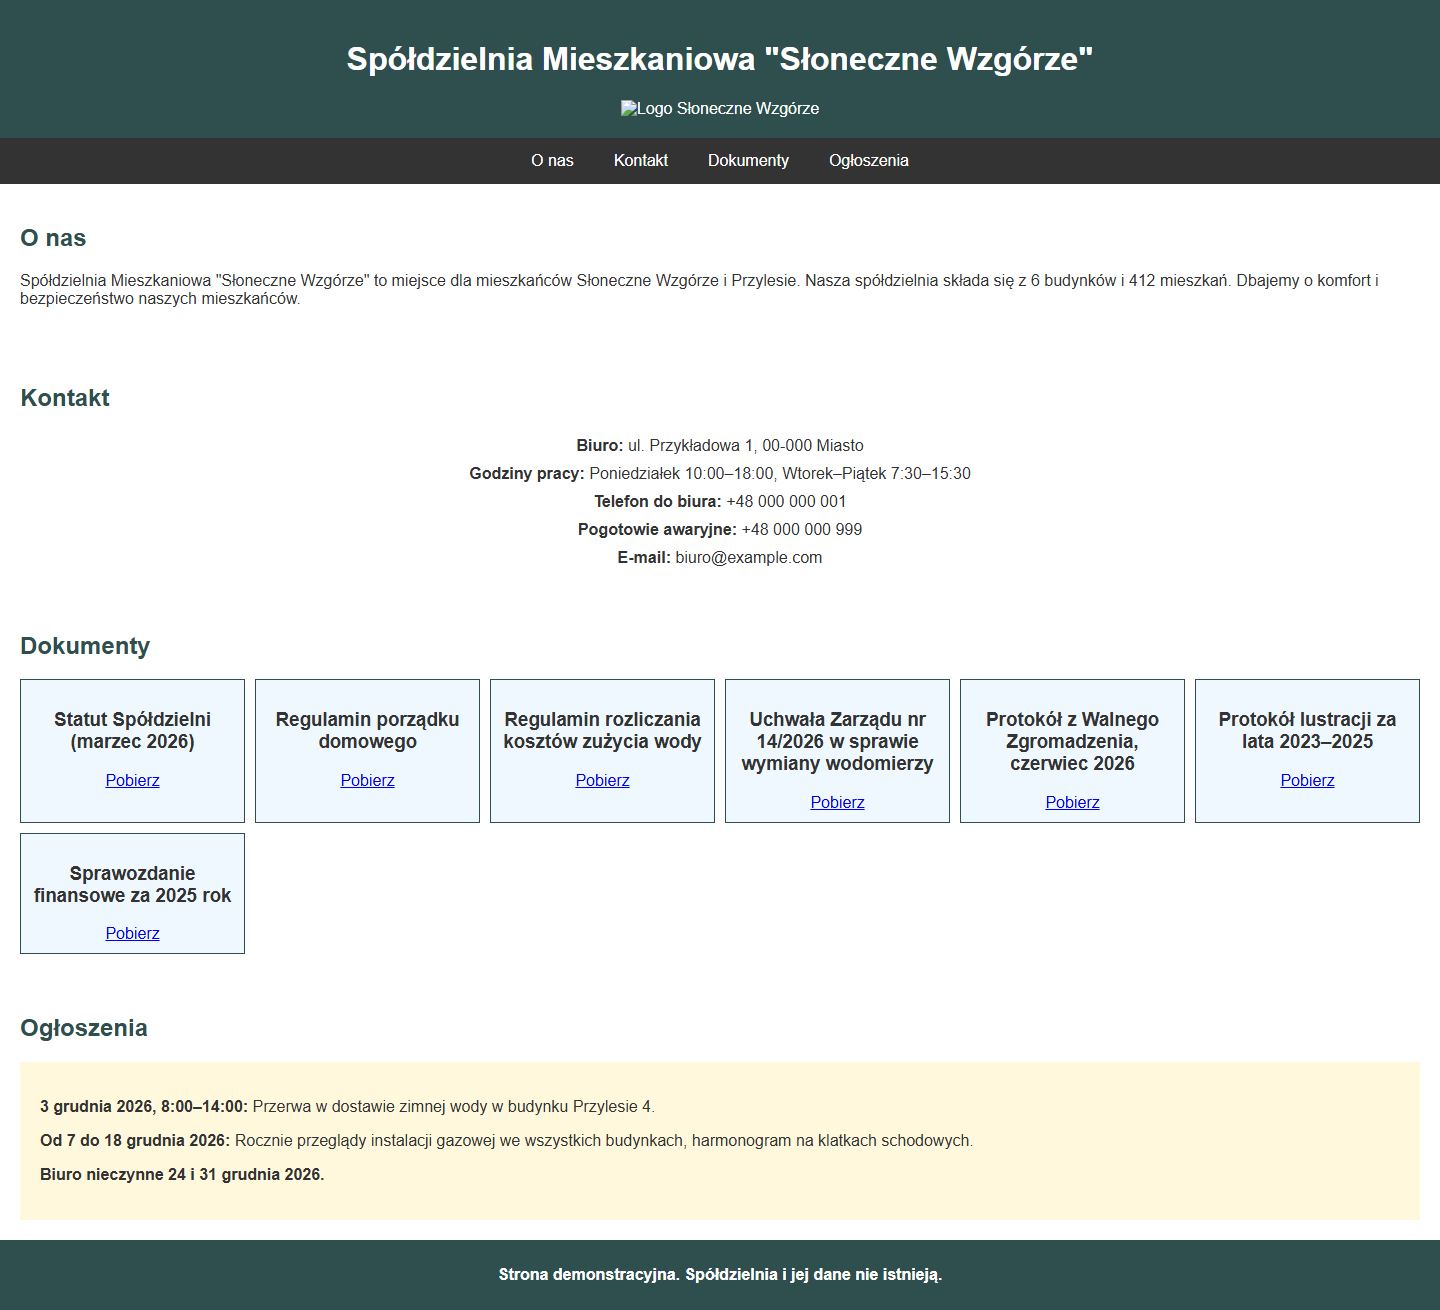 Spółdzielnia Mieszkaniowa "Słoneczne Wzgórze"
Logo Słoneczne Wzgórze
O nas Kontakt Dokumenty Ogłoszenia
O nas
Spółdzielnia Mieszkaniowa "Słoneczne Wzgórze" to miejsce dla mieszkańców Słoneczne Wzgórze i Przylesie. Nasza spółdzielnia składa się z 6 budynków i 412 mieszkań. Dbajemy o komfort i
bezpieczeństwo naszych mieszkańców.
Kontakt
Biuro: ul. Przykładowa 1, 00-000 Miasto
Godziny pracy: Poniedziałek 10:00–18:00, Wtorek–Piątek 7:30–15:30
Telefon do biura: +48 000 000 001
Pogotowie awaryjne: +48 000 000 999
E-mail: biuro@example.com
Dokumenty
Statut Spółdzielni
(marzec 2026)
Pobierz
Regulamin porządku
domowego
Pobierz
Regulamin rozliczania
kosztów zużycia wody
Pobierz
Uchwała Zarządu nr
14/2026 w sprawie
wymiany wodomierzy
Pobierz
Protokół z Walnego
Zgromadzenia,
czerwiec 2026
Pobierz
Protokół lustracji za
lata 2023–2025
Pobierz
Sprawozdanie
finansowe za 2025 rok
Pobierz
Ogłoszenia
3 grudnia 2026, 8:00–14:00: Przerwa w dostawie zimnej wody w budynku Przylesie 4.
Od 7 do 18 grudnia 2026: Rocznie przeglądy instalacji gazowej we wszystkich budynkach, harmonogram na klatkach schodowych.
Biuro nieczynne 24 i 31 grudnia 2026.
Strona demonstracyjna. Spółdzielnia i jej dane nie istnieją.